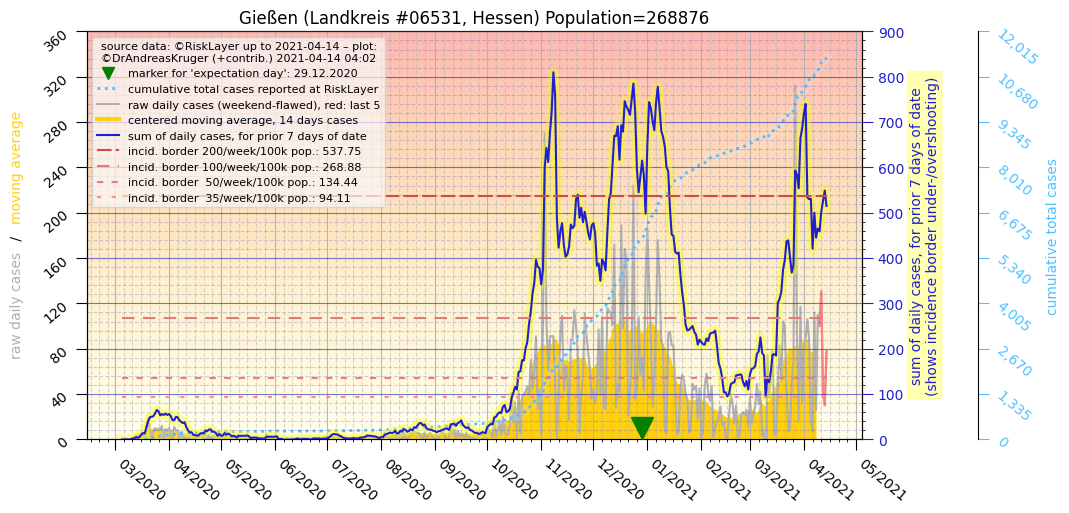 Gießen (Landkreis #06531, Hessen) Population=268876
source data: ©RiskLayer up to 2021-04-14 – plot:
©DrAndreasKruger (+contrib.) 2021-04-14 04:02
marker for 'expectation day': 29.12.2020
cumulative total cases reported at RiskLayer
raw daily cases (weekend-flawed), red: last 5
centered moving average, 14 days cases
sum of daily cases, for prior 7 days of date
incid. border 200/week/100k pop.: 537.75
incid. border 100/week/100k pop.: 268.88
incid. border  50/week/100k pop.: 134.44
incid. border  35/week/100k pop.: 94.11
raw daily cases / moving average
360
320
280
240
200
160
120
80
40
0
03/2020
04/2020
05/2020
06/2020
07/2020
08/2020
09/2020
10/2020
11/2020
12/2020
01/2021
02/2021
03/2021
04/2021
05/2021
900
800
700
600
500
400
300
200
100
0
sum of daily cases, for prior 7 days of date
(shows incidence border under-/overshooting)
12,015
10,680
9,345
8,010
6,675
5,340
4,005
2,670
1,335
0
cumulative total cases